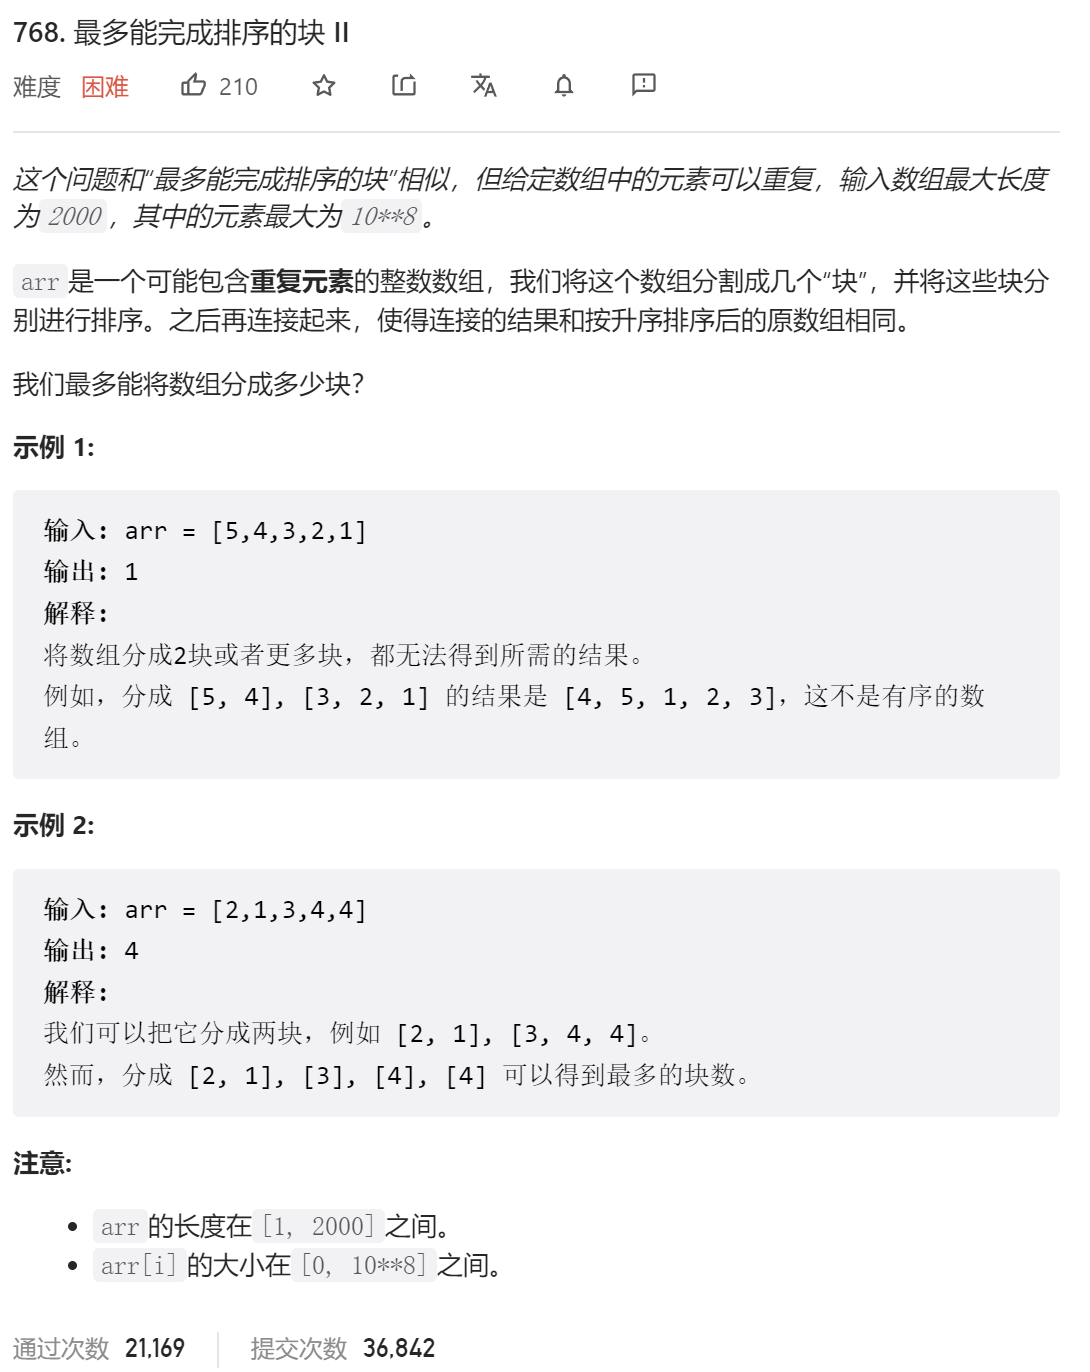 768. 最多能完成排序的块 II
难度 困难 210
这个问题和“最多能完成排序的块”相似，但给定数组中的元素可以重复，输入数组最大长度
为 2000 ，其中的元素最大为 10**8 。
arr 是一个可能包含重复元素的整数数组，我们将这个数组分割成几个“块”，并将这些块分
别进行排序。之后再连接起来，使得连接的结果和按升序排序后的原数组相同。
我们最多能将数组分成多少块？
示例 1:
输入: arr = [5,4,3,2,1]
输出: 1
解释:
将数组分成2块或者更多块，都无法得到所需的结果。
例如，分成 [5, 4], [3, 2, 1] 的结果是 [4, 5, 1, 2, 3]，这不是有序的数
组。
示例 2:
输入: arr = [2,1,3,4,4]
输出: 4
解释:
我们可以把它分成两块，例如 [2, 1], [3, 4, 4]。
然而，分成 [2, 1], [3], [4], [4] 可以得到最多的块数。
注意:
• arr 的长度在 [1, 2000] 之间。
• arr[i] 的大小在 [0, 10**8] 之间。
通过次数 21,169 提交次数 36,842